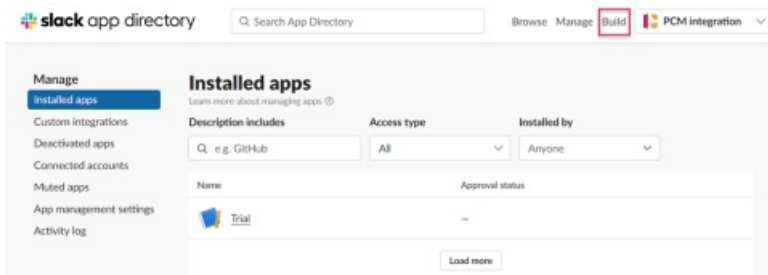 slack app directory
Search App Directory
Browse Manage Build PCM integration
Manage
Installed apps
Custom integrations
Deactivated apps
Connected accounts
Muted apps
App management settings
Activity log
Installed apps
Learn more about managing apps
Description includes Access type Installed by
e.g. GitHub All Anyone
Name Approval status
Trial —
Load more